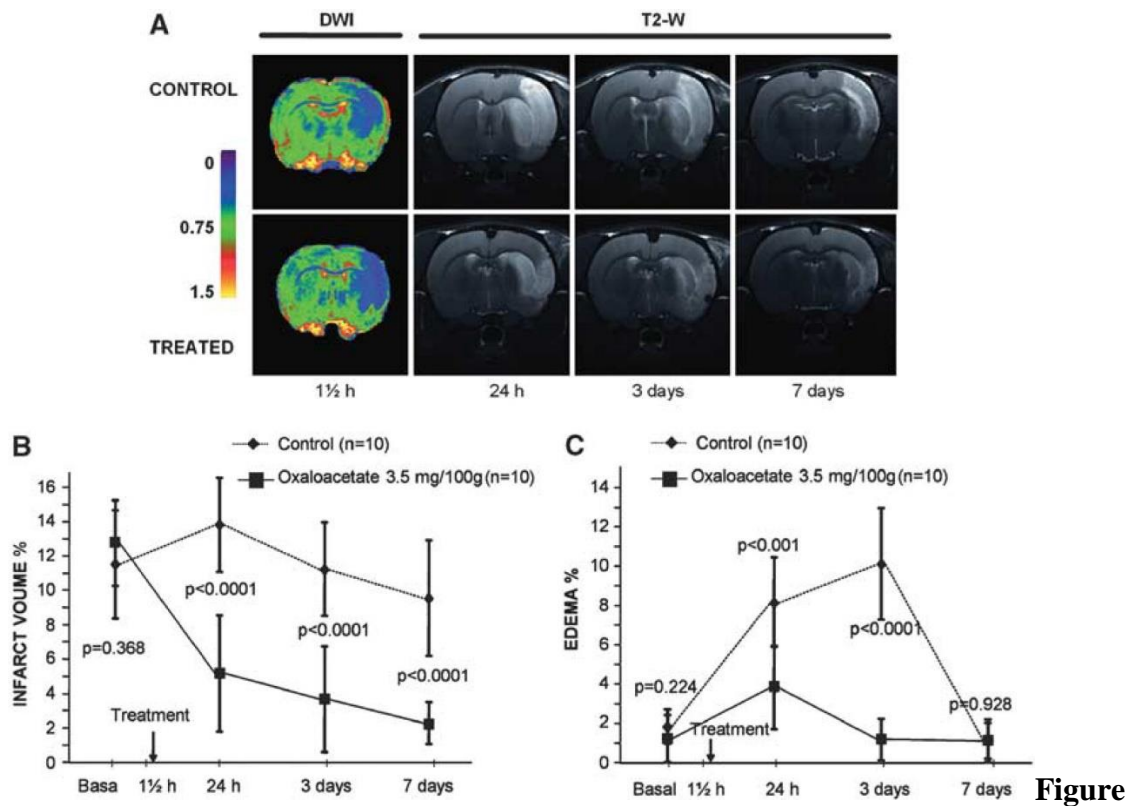 A
DWI
T2-W
CONTROL
0
0.75
1.5
TREATED
1½ h
24 h
3 days
7 days
B
Control (n=10)
Oxaloacetate 3.5 mg/100g (n=10)
INFARCT VOUME %
16
14
12
10
8
6
4
2
0
p=0.368
p<0.0001
p<0.0001
p<0.0001
Treatment
Basa
1½ h
24 h
3 days
7 days
C
Control (n=10)
Oxaloacetate 3.5 mg/100g (n=10)
EDEMA %
14
12
10
8
6
4
2
0
p=0.224
p<0.001
p<0.0001
p=0.928
Treatment
Basal
1½ h
24 h
3 days
7 days
Figure